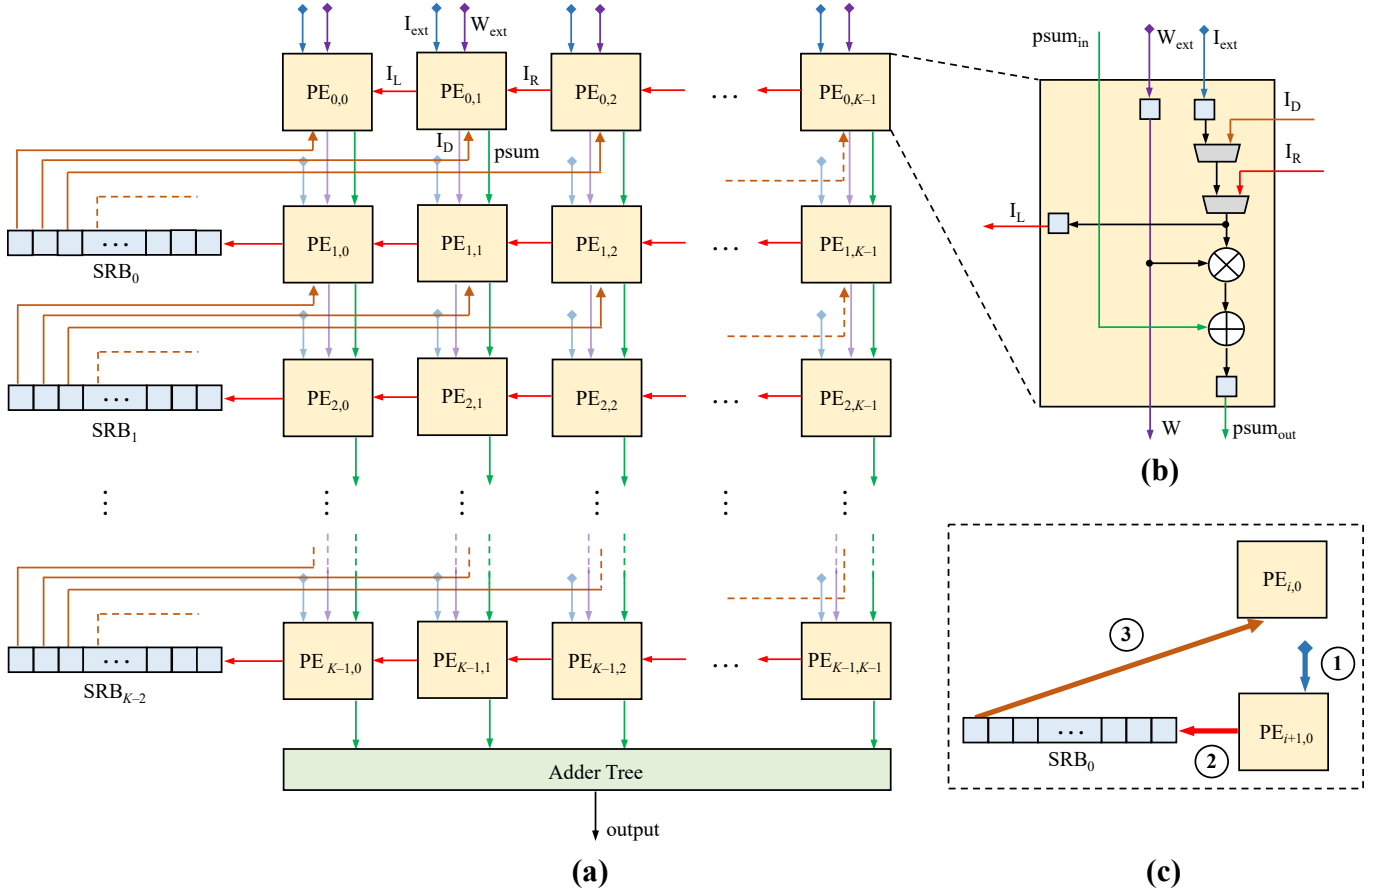 I_ext W_ext
PE_0,0 I_L PE_0,1 I_R PE_0,2 ... PE_0,K−1
I_D psum
PE_1,0 PE_1,1 PE_1,2 ... PE_1,K−1
...
SRB_0
PE_2,0 PE_2,1 PE_2,2 ... PE_2,K−1
...
SRB_1
PE_K−1,0 PE_K−1,1 PE_K−1,2 ... PE_K−1,K−1
...
SRB_K−2
Adder Tree
output
(a)
psum_in W_ext I_ext
I_D
I_R
I_L
W psum_out
(b)
PE_i,0
3
1
PE_i+1,0
...
SRB_0 2
(c)